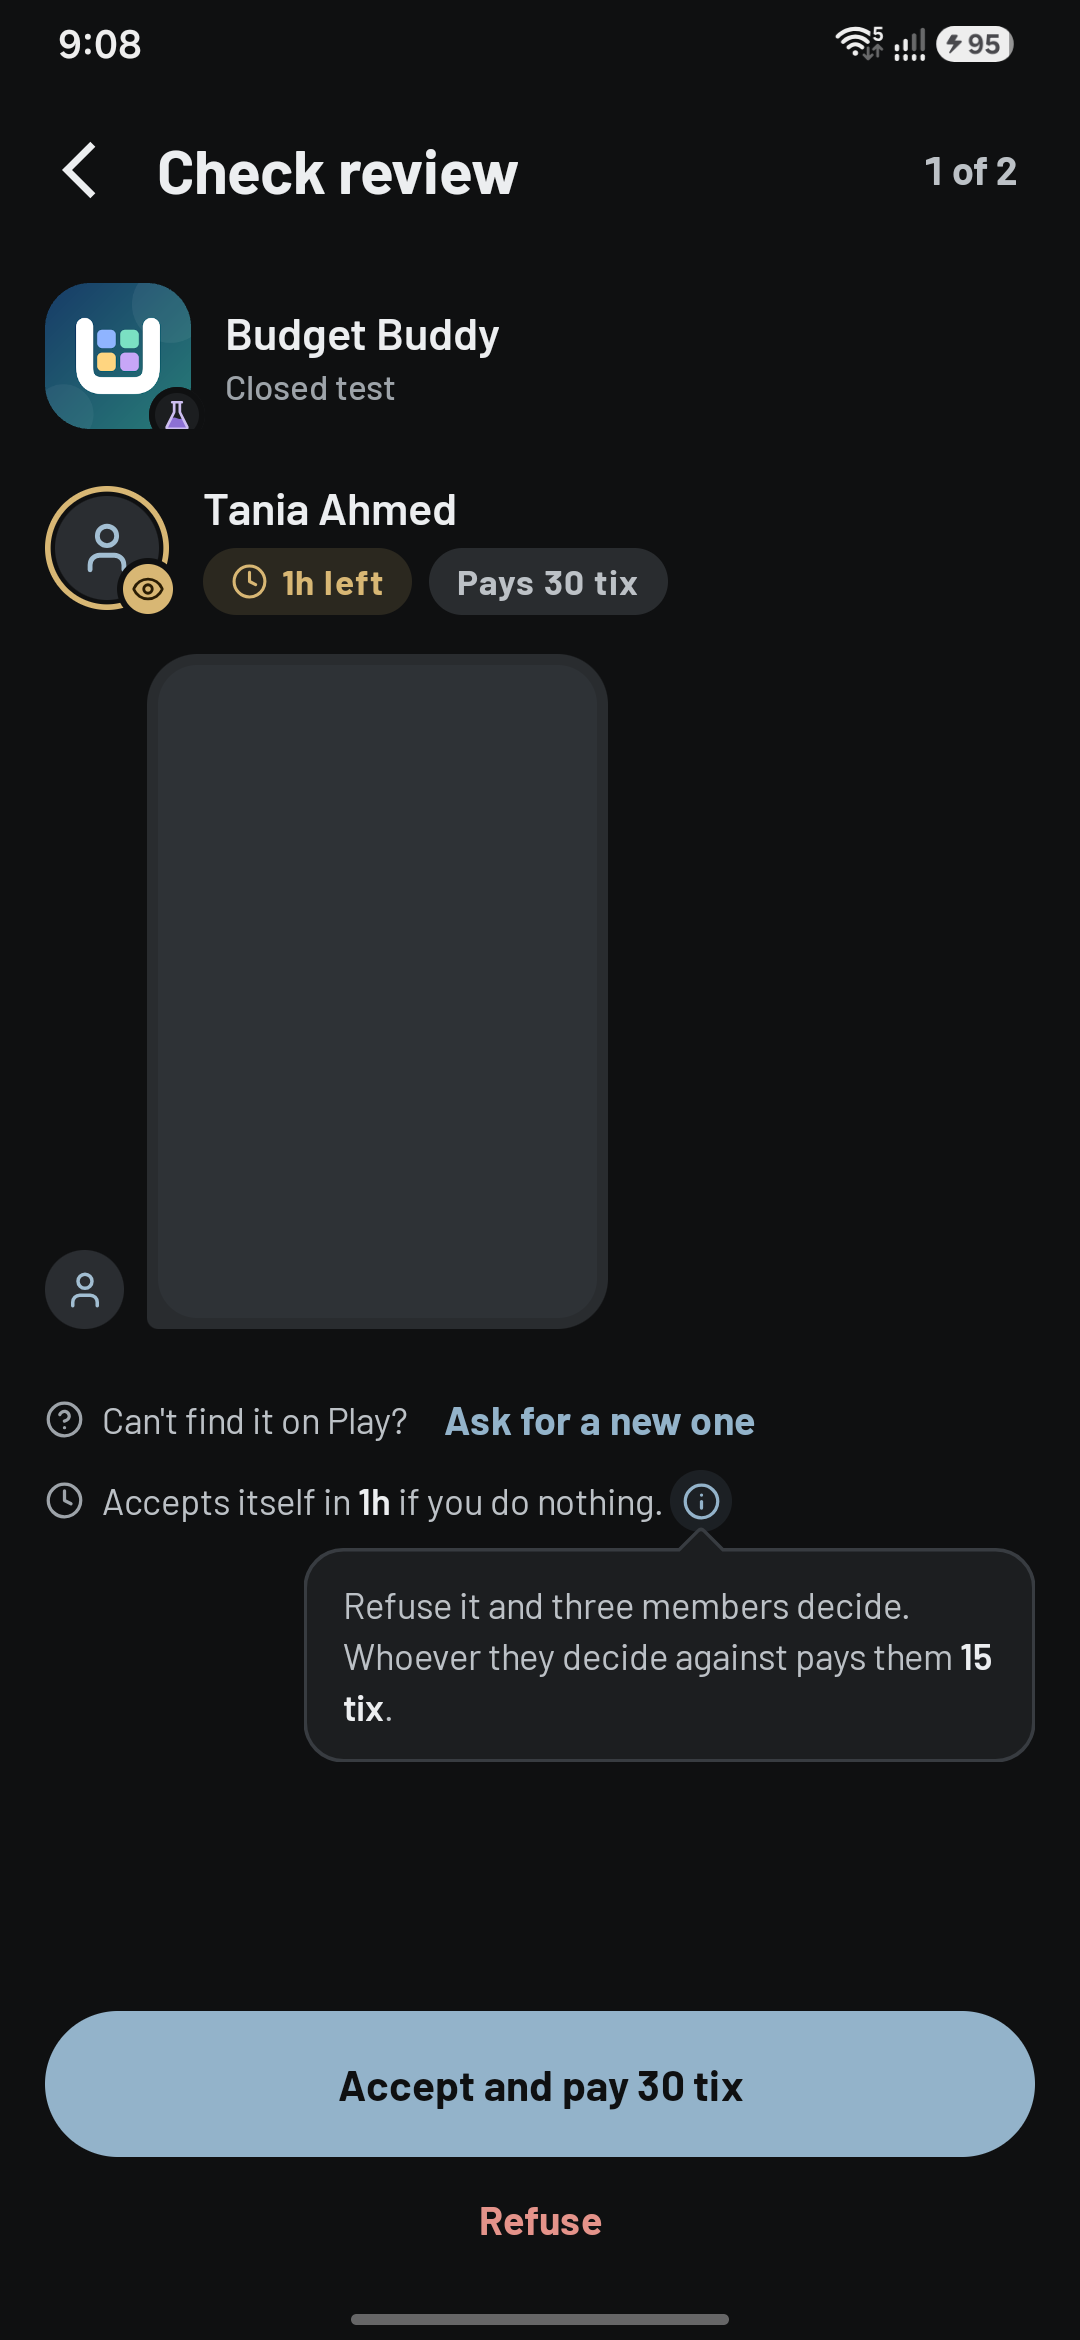 9:08
5
95
Check review
1 of 2
Budget Buddy
Closed test
Tania Ahmed
1h left
Pays 30 tix
Can't find it on Play?
Ask for a new one
Accepts itself in 1h if you do nothing.
Refuse it and three members decide.
Whoever they decide against pays them 15
tix.
Accept and pay 30 tix
Refuse